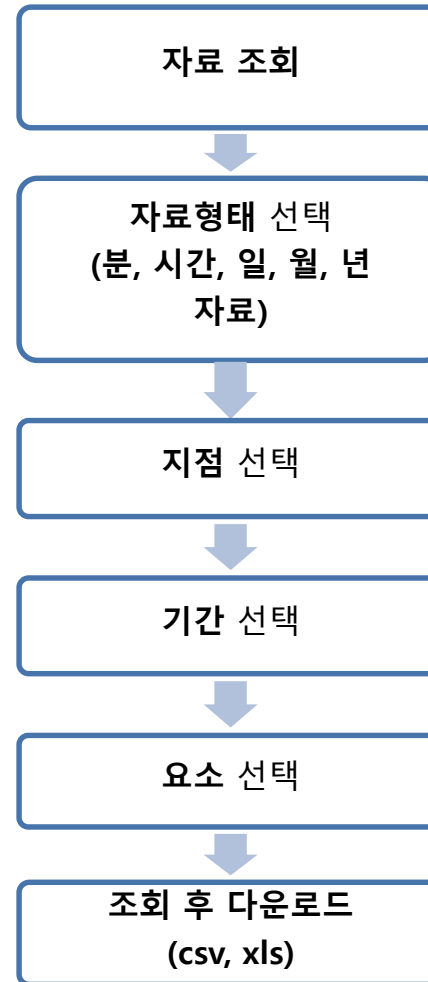 자료 조회
자료형태 선택
(분, 시간, 일, 월, 년
자료)
지점 선택
기간 선택
요소 선택
조회 후 다운로드
(csv, xls)